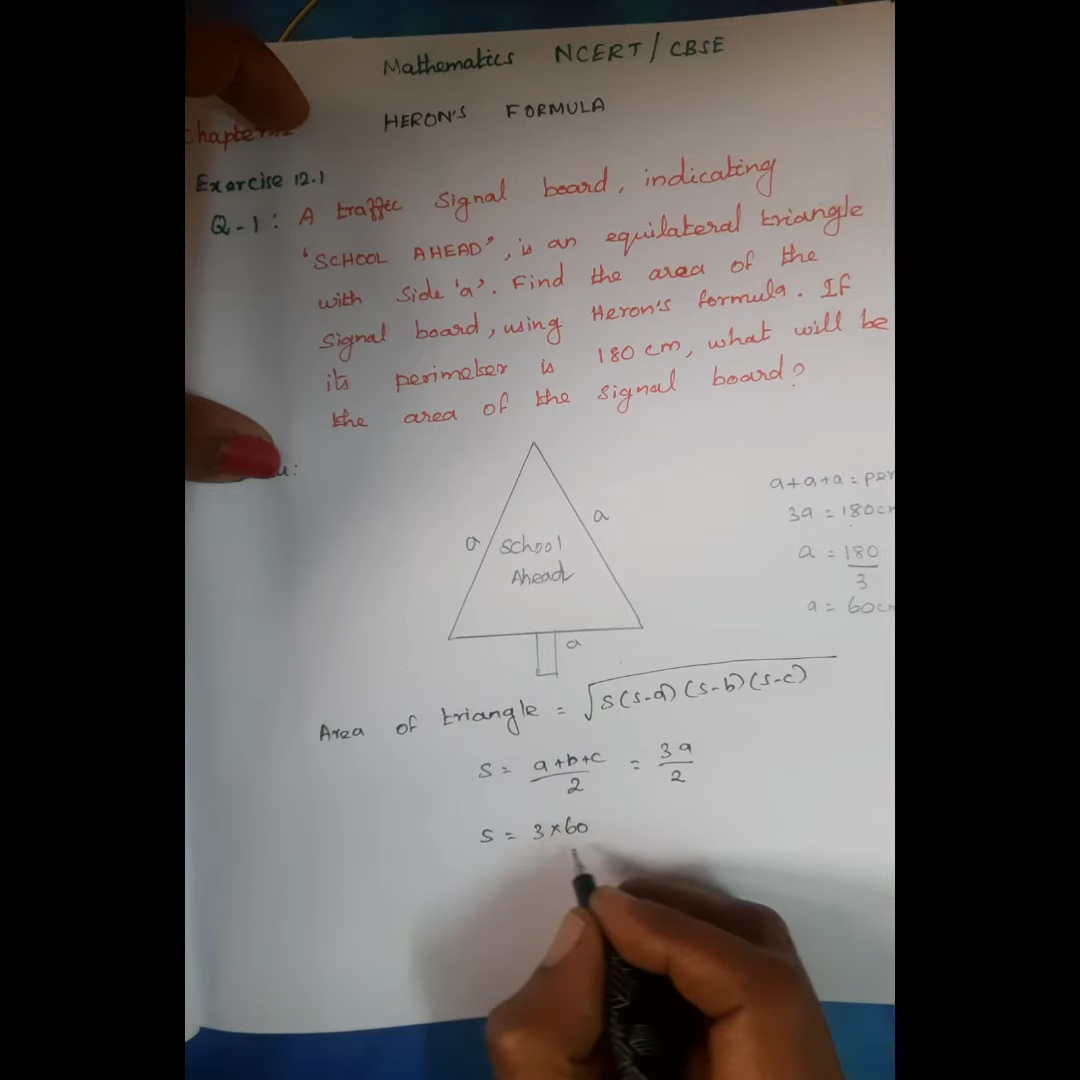 Mathematics NCERT / CBSE
HERON'S FORMULA
Exercise 12.1
Q-1: A traffic signal board, indicating
'SCHOOL AHEAD', is an equilateral triangle
with side 'a'. Find the area of the
signal board, using Heron's formula. If
its perimeter is 180 cm, what will be
the area of the signal board?
a+a+a = per
3a = 180cm
a = 180/3
a = 60cm
a
a
School
Ahead
a
Area of triangle = √s(s-a)(s-b)(s-c)
S = a+b+c/2 = 3a/2
S = 3×60